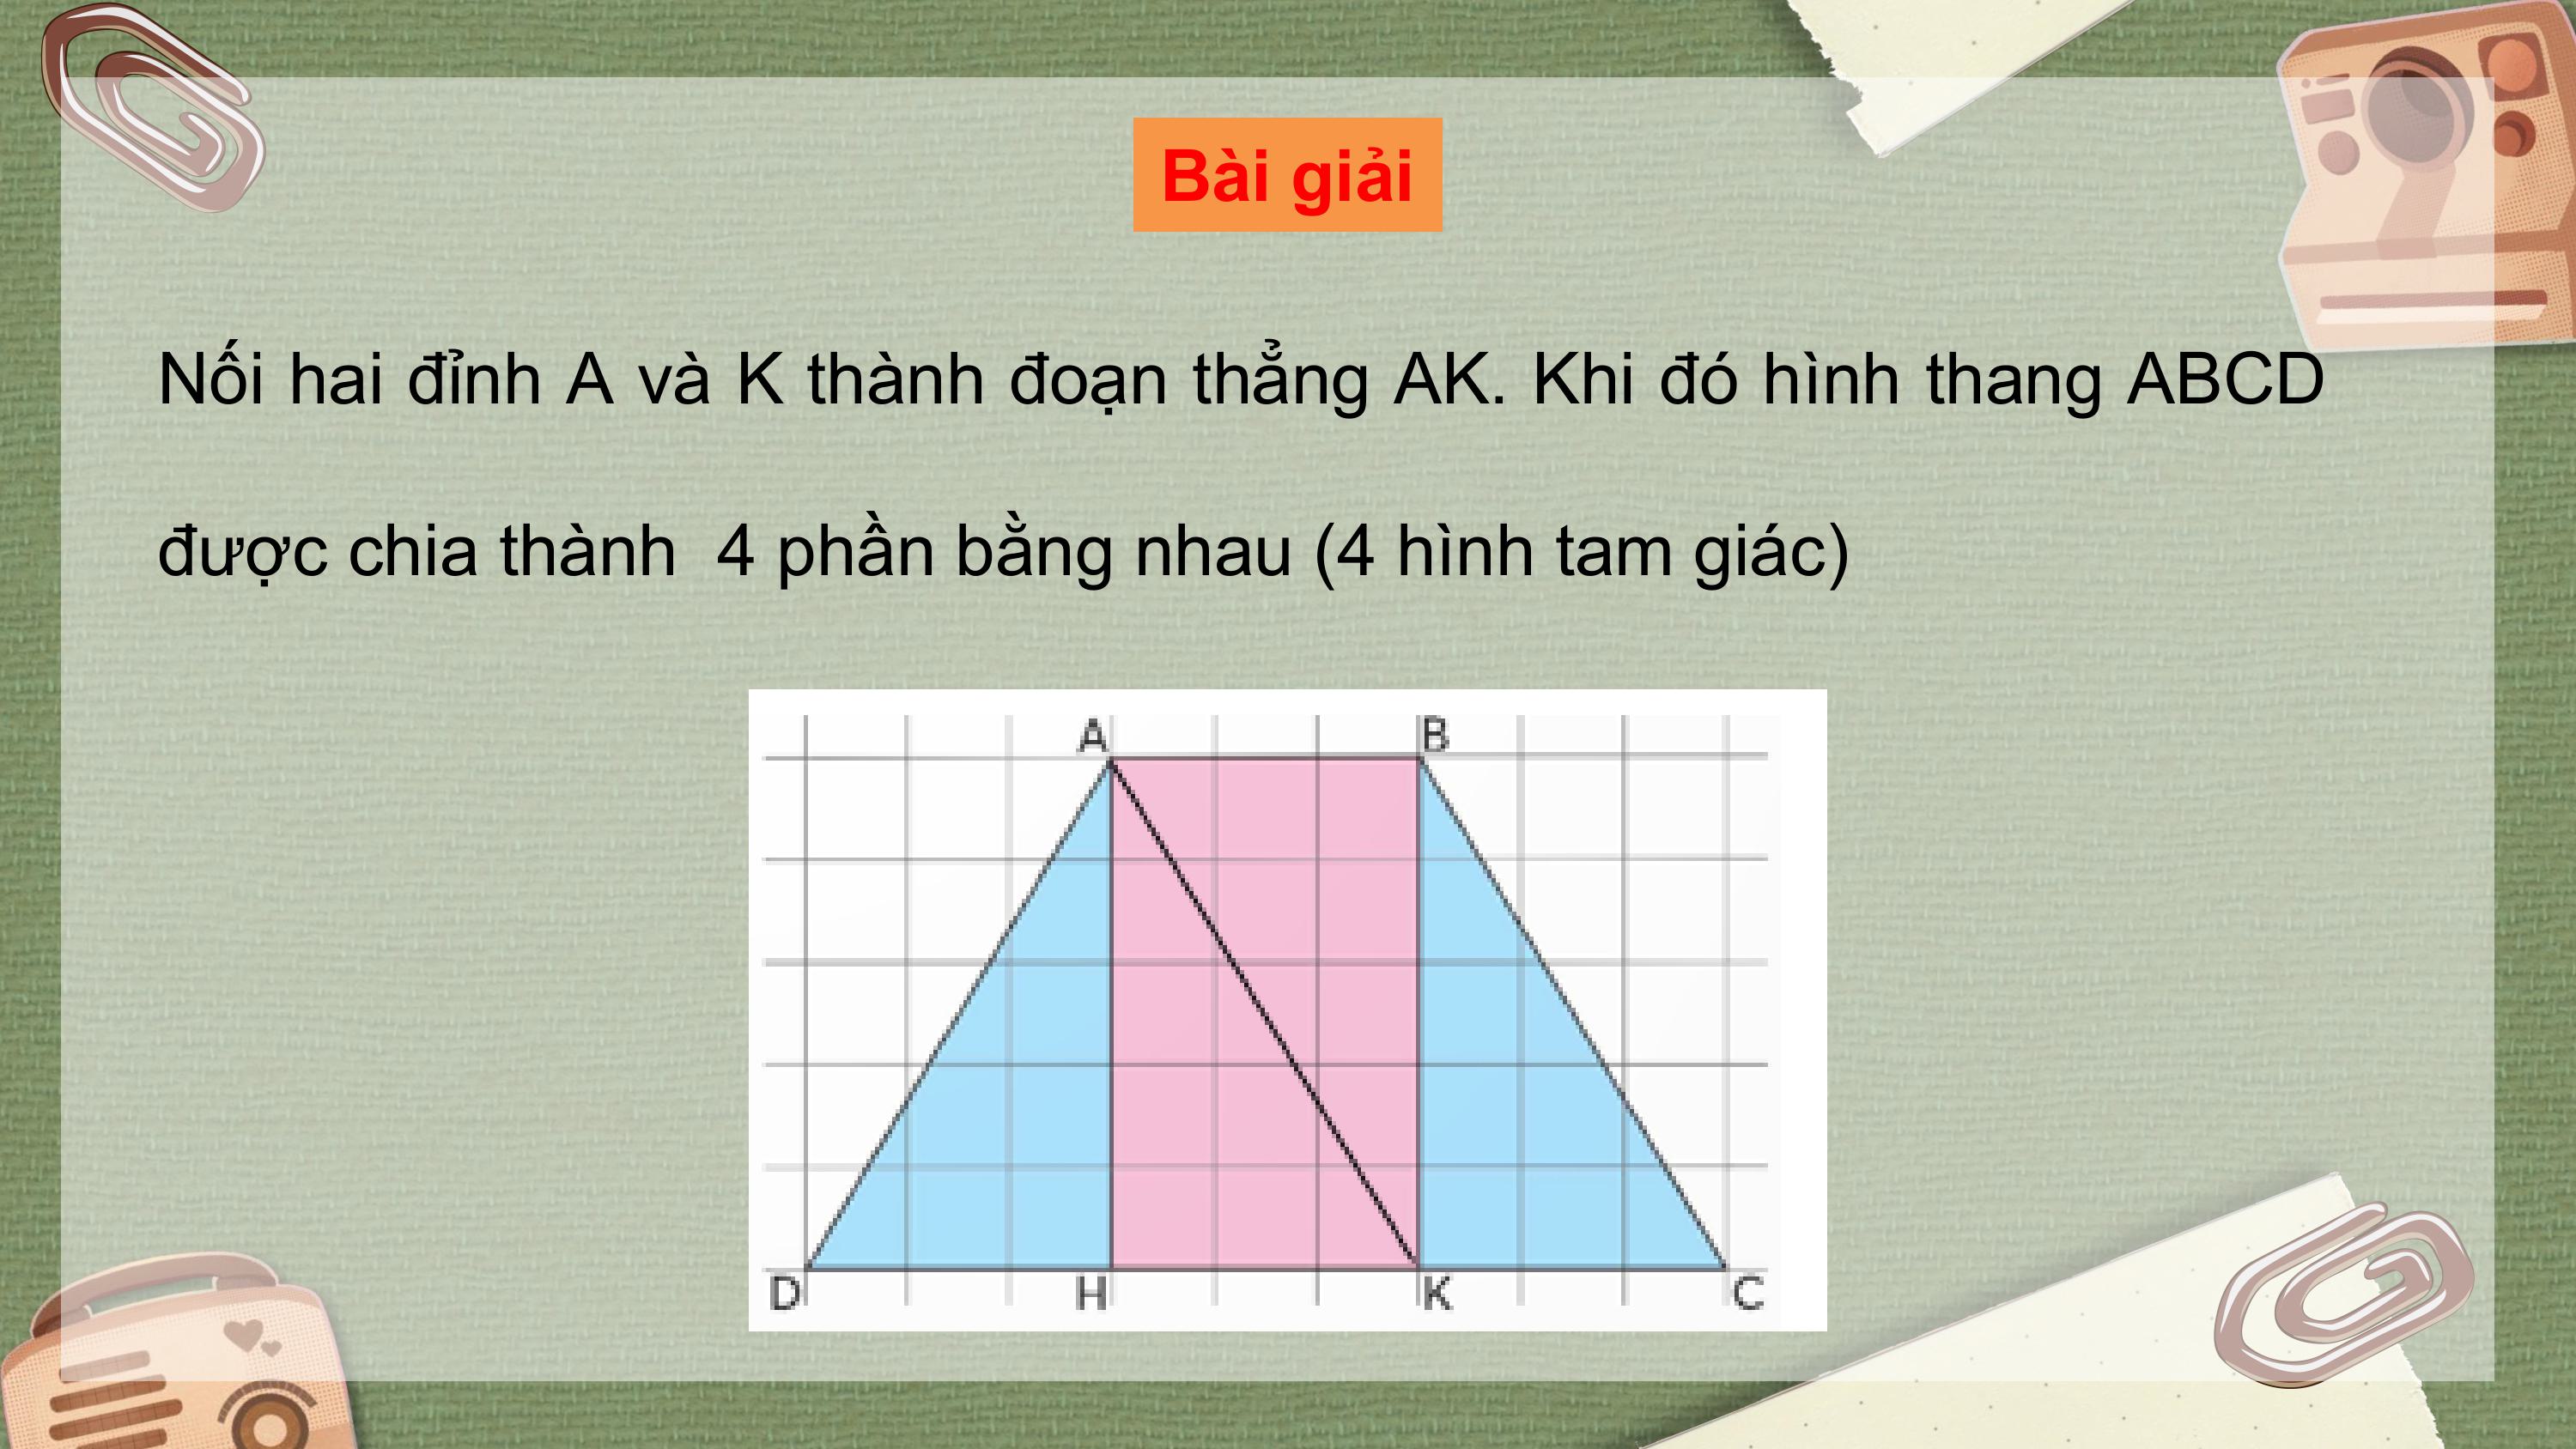 Bài giải
Nối hai đỉnh A và K thành đoạn thẳng AK. Khi đó hình thang ABCD
được chia thành  4 phần bằng nhau (4 hình tam giác)
A B
D H K C